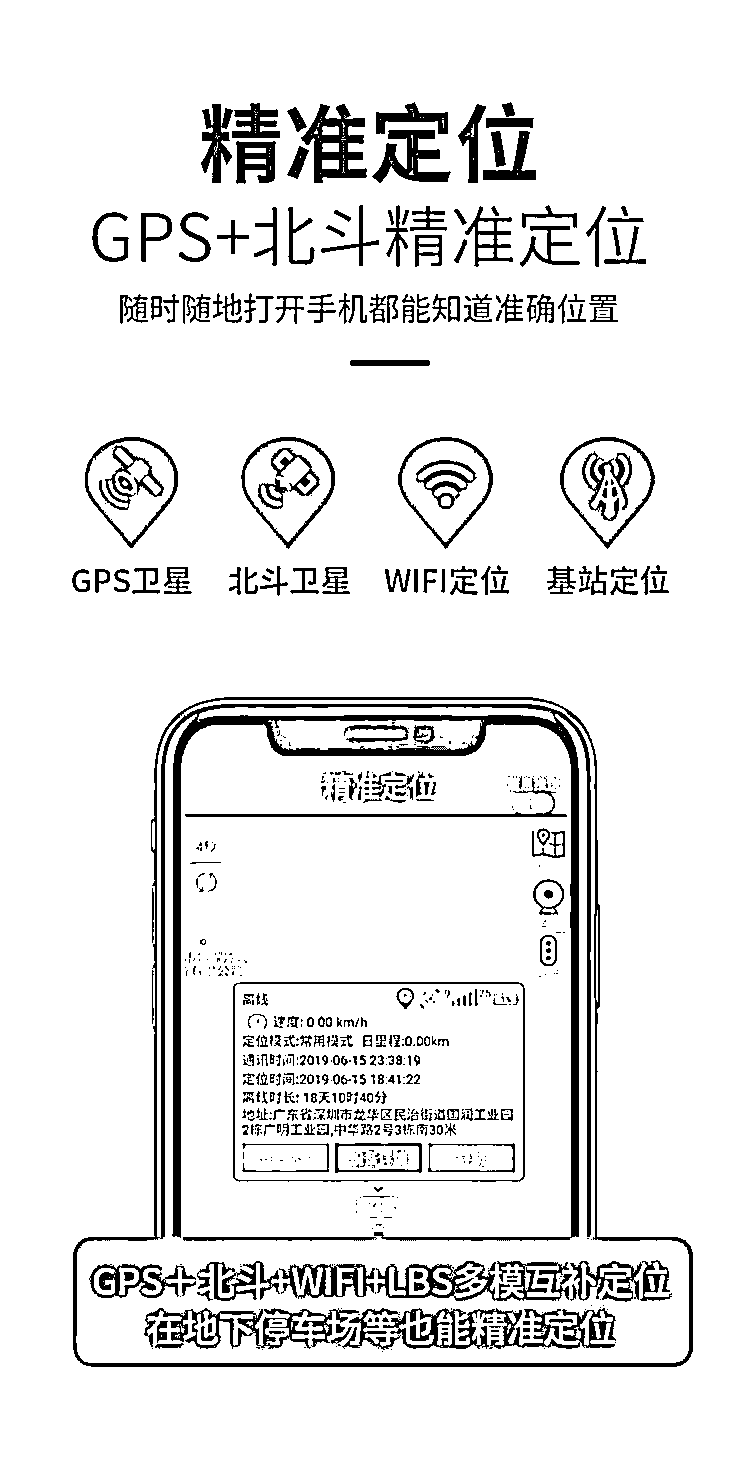 精准定位
GPS+北斗精准定位
随时随地打开手机都能知道准确位置
GPS卫星 北斗卫星 WIFI定位 基站定位
精准定位
离线
速度:0.00 km/h
定位模式:常用模式 日里程:0.00km
通讯时间:2019-06-15 23:38:19
定位时间:2019-06-15 18:41:22
离线时长:18天10时40分
地址:广东省深圳市龙华区民治街道国润工业园
2栋广明工业园,中华路2号3栋南30米
GPS+北斗+WIFI+LBS多模互补定位
在地下停车场等也能精准定位